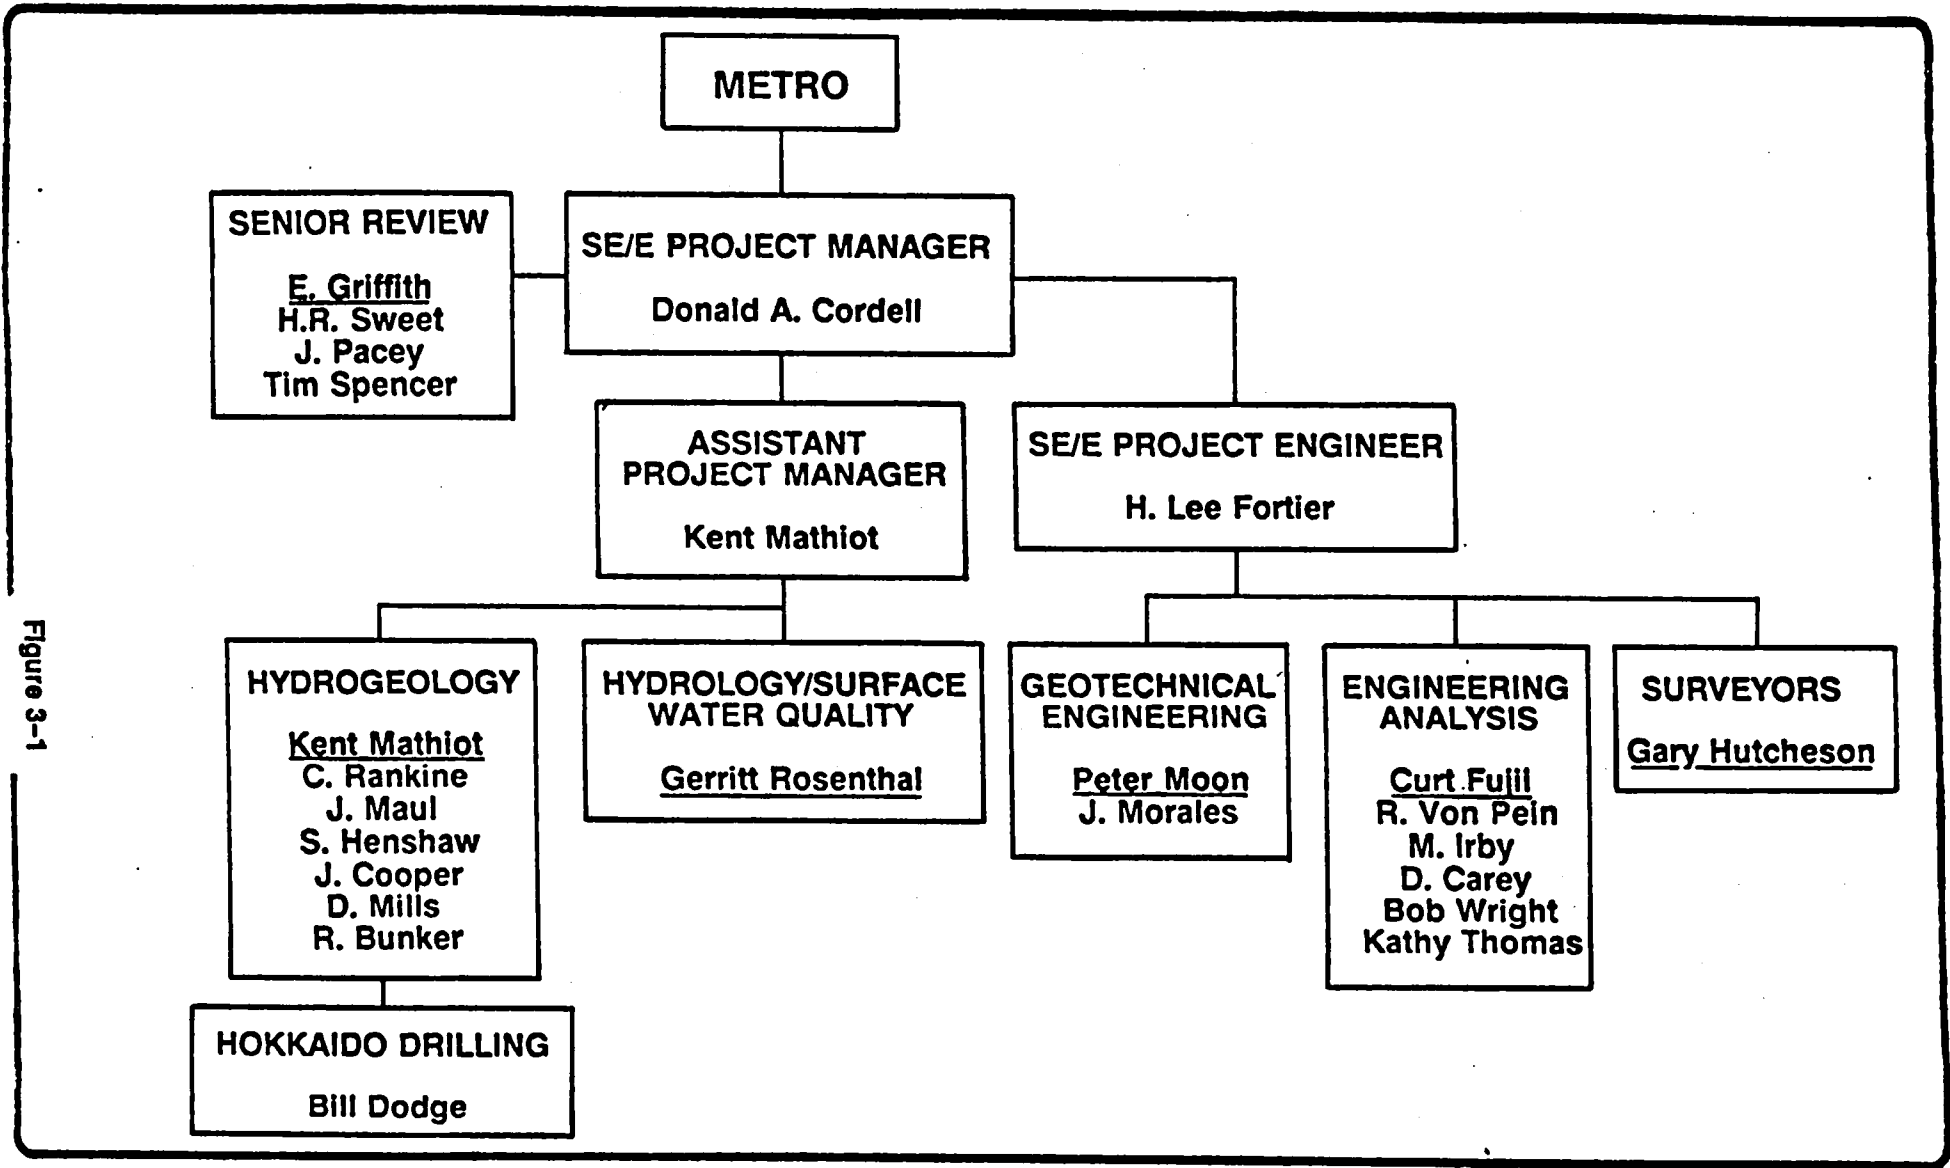 METRO
SENIOR REVIEW
E. Griffith
H.R. Sweet
J. Pacey
Tim Spencer
SE/E PROJECT MANAGER
Donald A. Cordell
ASSISTANT
PROJECT MANAGER
Kent Mathiot
SE/E PROJECT ENGINEER
H. Lee Fortier
HYDROGEOLOGY
Kent Mathiot
C. Rankine
J. Maul
S. Henshaw
J. Cooper
D. Mills
R. Bunker
HYDROLOGY/SURFACE
WATER QUALITY
Gerritt Rosenthal
GEOTECHNICAL
ENGINEERING
Peter Moon
J. Morales
ENGINEERING
ANALYSIS
Curt Fujii
R. Von Pein
M. Irby
D. Carey
Bob Wright
Kathy Thomas
SURVEYORS
Gary Hutcheson
HOKKAIDO DRILLING
Bill Dodge
Figure 3-1